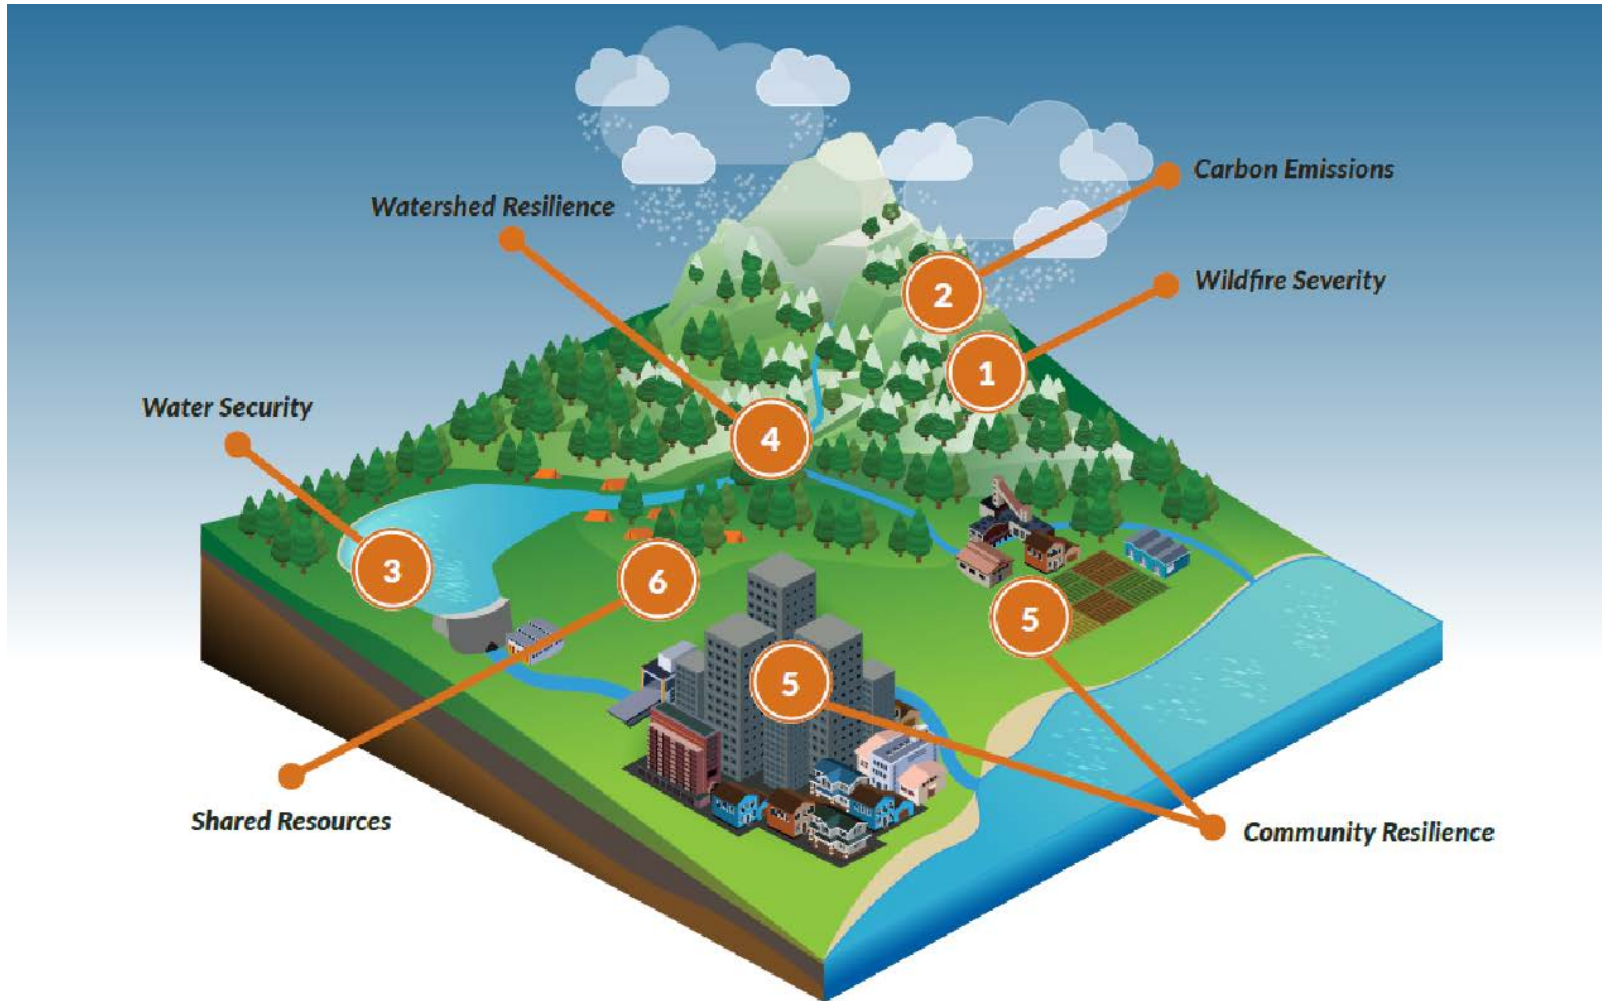 Carbon Emissions
Watershed Resilience
2
Wildfire Severity
1
Water Security
4
3
6
5
5
Shared Resources
Community Resilience